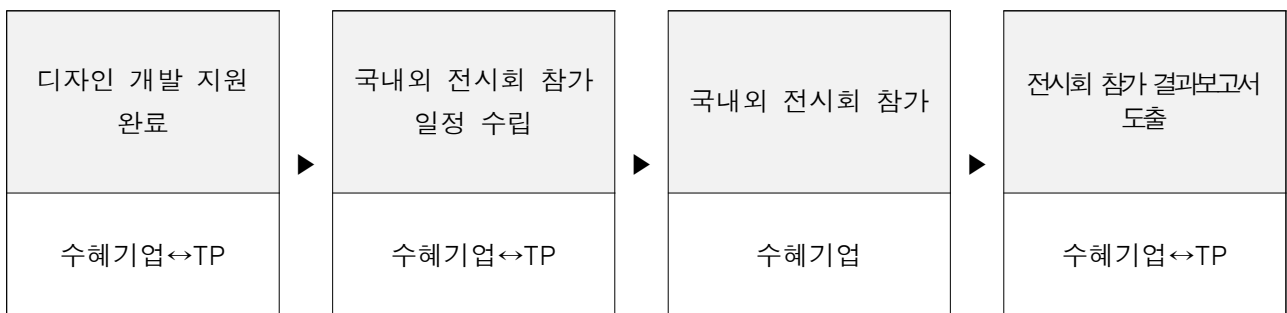 디자인 개발 지원
완료
▶
국내외 전시회 참가
일정 수립
▶
국내외 전시회 참가
▶
전시회 참가 결과보고서
도출
수혜기업↔TP
수혜기업↔TP
수혜기업
수혜기업↔TP